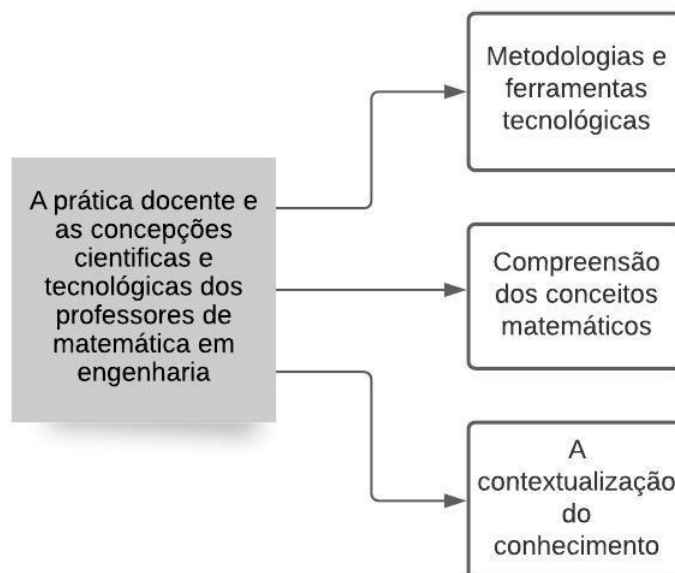 A prática docente e
as concepções
cientificas e
tecnológicas dos
professores de
matemática em
engenharia
Metodologias e
ferramentas
tecnológicas
Compreensão
dos conceitos
matemáticos
A
contextualização
do
conhecimento